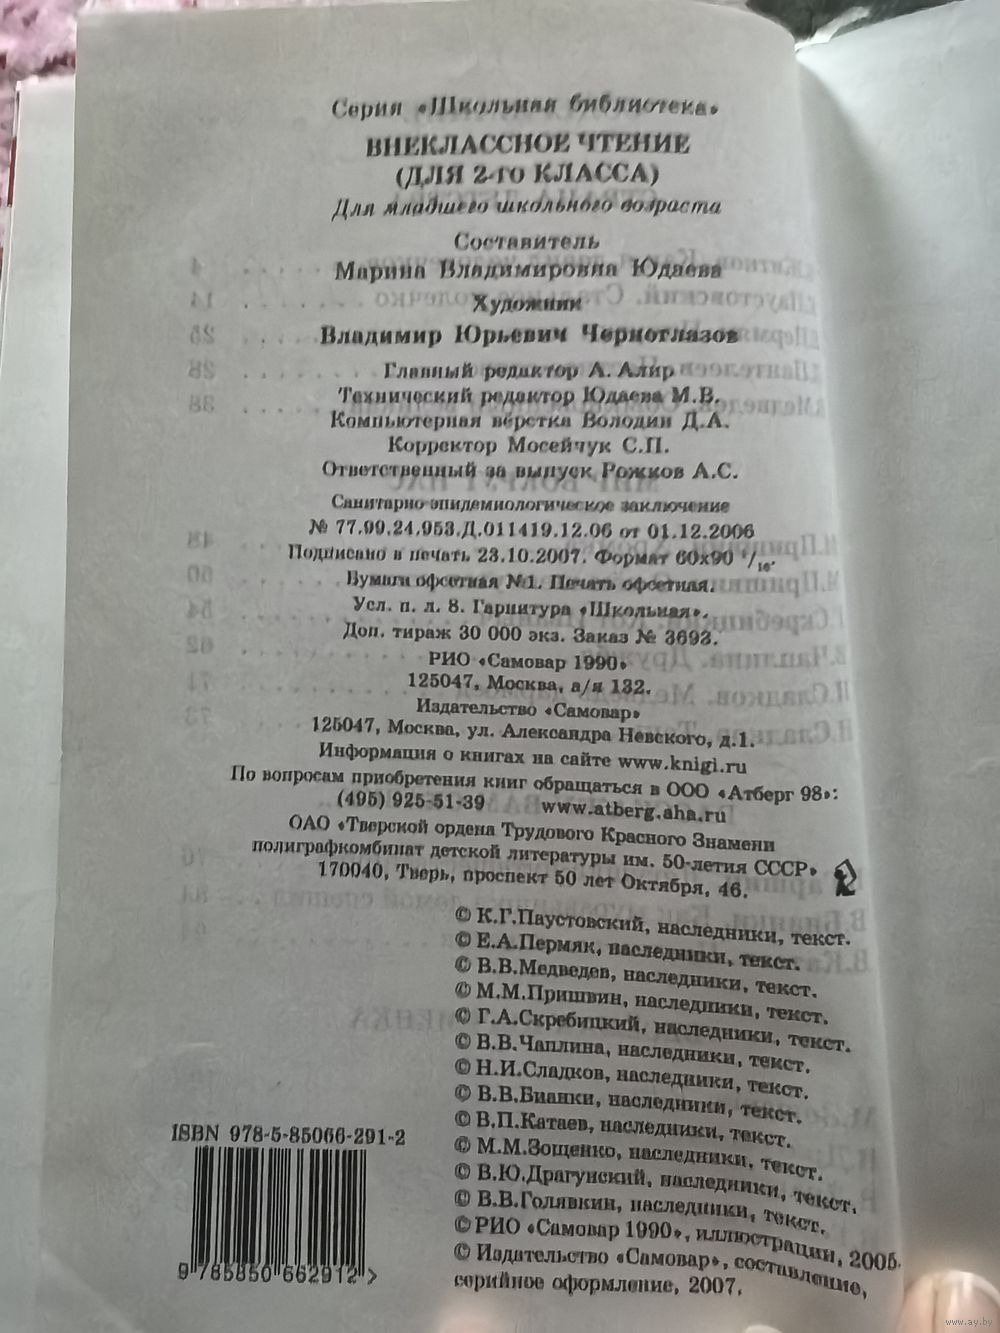 Серия «Школьная библиотека»
ВНЕКЛАССНОЕ ЧТЕНИЕ
(ДЛЯ 2-го КЛАССА)
Для младшего школьного возраста
Составитель
Марина Владимировна Юдаева
Художник
Владимир Юрьевич Черноглазов
Главный редактор А. Алир
Технический редактор Юдаева М.В.
Компьютерная вёрстка Володин Д.А.
Корректор Мосейчук С.П.
Ответственный за выпуск Рожков А.С.
Санитарно-эпидемиологическое заключение
№ 77.99.24.953.Д.011419.12.06 от 01.12.2006
Подписано в печать 23.10.2007. Формат 60х90 1/16.
Бумага офсетная №1. Печать офсетная.
Усл. п. л. 8. Гарнитура «Школьная».
Доп. тираж 30 000 экз. Заказ № 3693.
РИО «Самовар 1990»
125047, Москва, а/я 132.
Издательство «Самовар»
125047, Москва, ул. Александра Невского, д.1.
Информация о книгах на сайте www.knigi.ru
По вопросам приобретения книг обращаться в ООО «Атберг 98»:
(495) 925-51-39 www.atberg.aha.ru
ОАО «Тверской ордена Трудового Красного Знамени
полиграфкомбинат детской литературы им. 50-летия СССР»
170040, Тверь, проспект 50 лет Октября, 46.
© К.Г.Паустовский, наследники, текст.
© Е.А.Пермяк, наследники, текст.
© В.В.Медведев, наследники, текст.
© М.М.Пришвин, наследники, текст.
© Г.А.Скребицкий, наследники, текст.
© В.В.Чаплина, наследники, текст.
© Н.И.Сладков, наследники, текст.
© В.В.Бианки, наследники, текст.
© В.П.Катаев, наследники, текст.
© М.М.Зощенко, наследники, текст.
© В.Ю.Драгунский, наследники, текст.
© В.В.Голявкин, наследники, текст.
© РИО «Самовар 1990», иллюстрации, 2005.
© Издательство «Самовар», составление,
серийное оформление, 2007.
ISBN 978-5-85066-291-2
9 785850 662912 >
www.ay.by